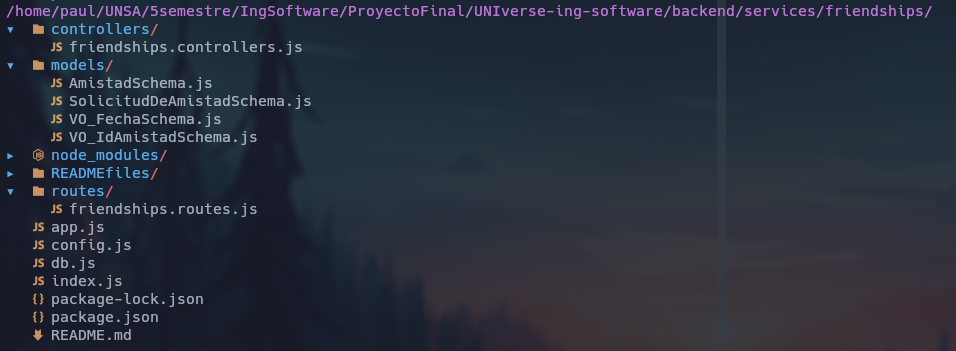 /home/paul/UNSA/5semestre/IngSoftware/ProyectoFinal/UNIverse-ing-software/backend/services/friendships/
controllers/
JS friendships.controllers.js
models/
JS AmistadSchema.js
JS SolicitudDeAmistadSchema.js
JS VO_FechaSchema.js
JS VO_IdAmistadSchema.js
node_modules/
READMEfiles/
routes/
JS friendships.routes.js
JS app.js
JS config.js
JS db.js
JS index.js
{} package-lock.json
{} package.json
README.md